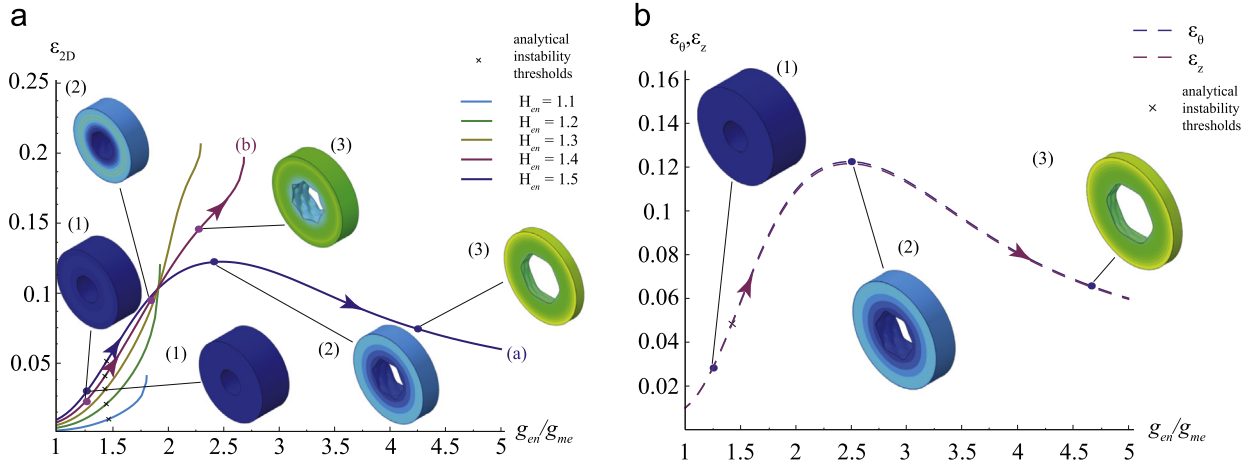 a
ε2D
analytical
instability
thresholds
0.25
0.2
0.15
0.1
0.05
(2)
(b)
(3)
Hen = 1.1
Hen = 1.2
Hen = 1.3
Hen = 1.4
Hen = 1.5
(1)
(3)
(1)
(2)
(a)
1 1.5 2 2.5 3 3.5 4 4.5 5
gen/gme
b
εθ,εz
εθ
εz
analytical
instability
thresholds
0.16
0.14
0.12
0.1
0.08
0.06
0.04
0.02
(1)
(3)
(2)
1 1.5 2 2.5 3 3.5 4 4.5 5
gen/gme